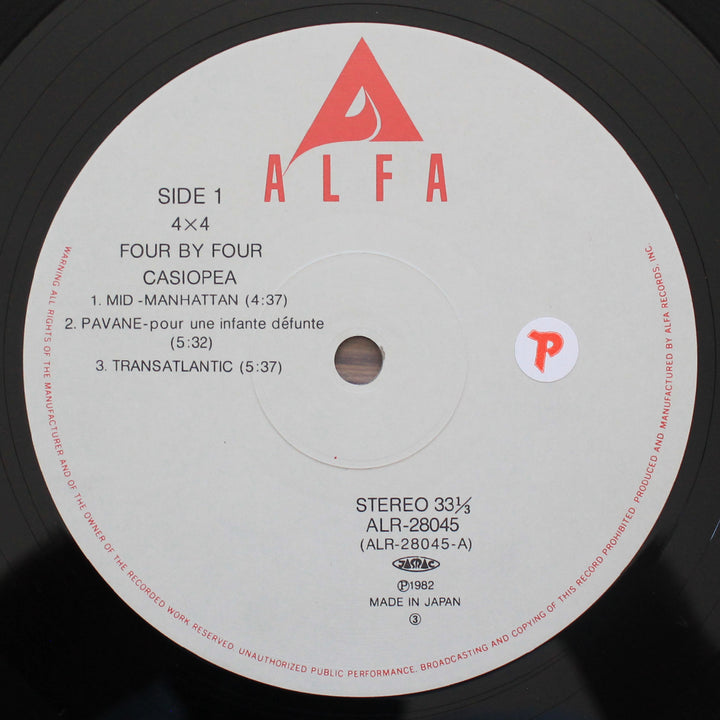 ALFA
SIDE 1
4×4
FOUR BY FOUR
CASIOPEA
1. MID -MANHATTAN (4:37)
2. PAVANE-pour une infante défunte
(5:32)
3. TRANSATLANTIC (5:37)
P
STEREO 33⅓
ALR-28045
(ALR-28045-A)
JASRAC
Ⓟ1982
MADE IN JAPAN
③
WARNING ALL RIGHTS OF THE MANUFACTURER AND OF THE OWNER OF THE RECORDED WORK RESERVED. UNAUTHORIZED PUBLIC PERFORMANCE. BROADCASTING AND COPYING OF THIS RECORD PROHIBITED. PRODUCED AND MANUFACTURED BY ALFA RECORDS, INC.